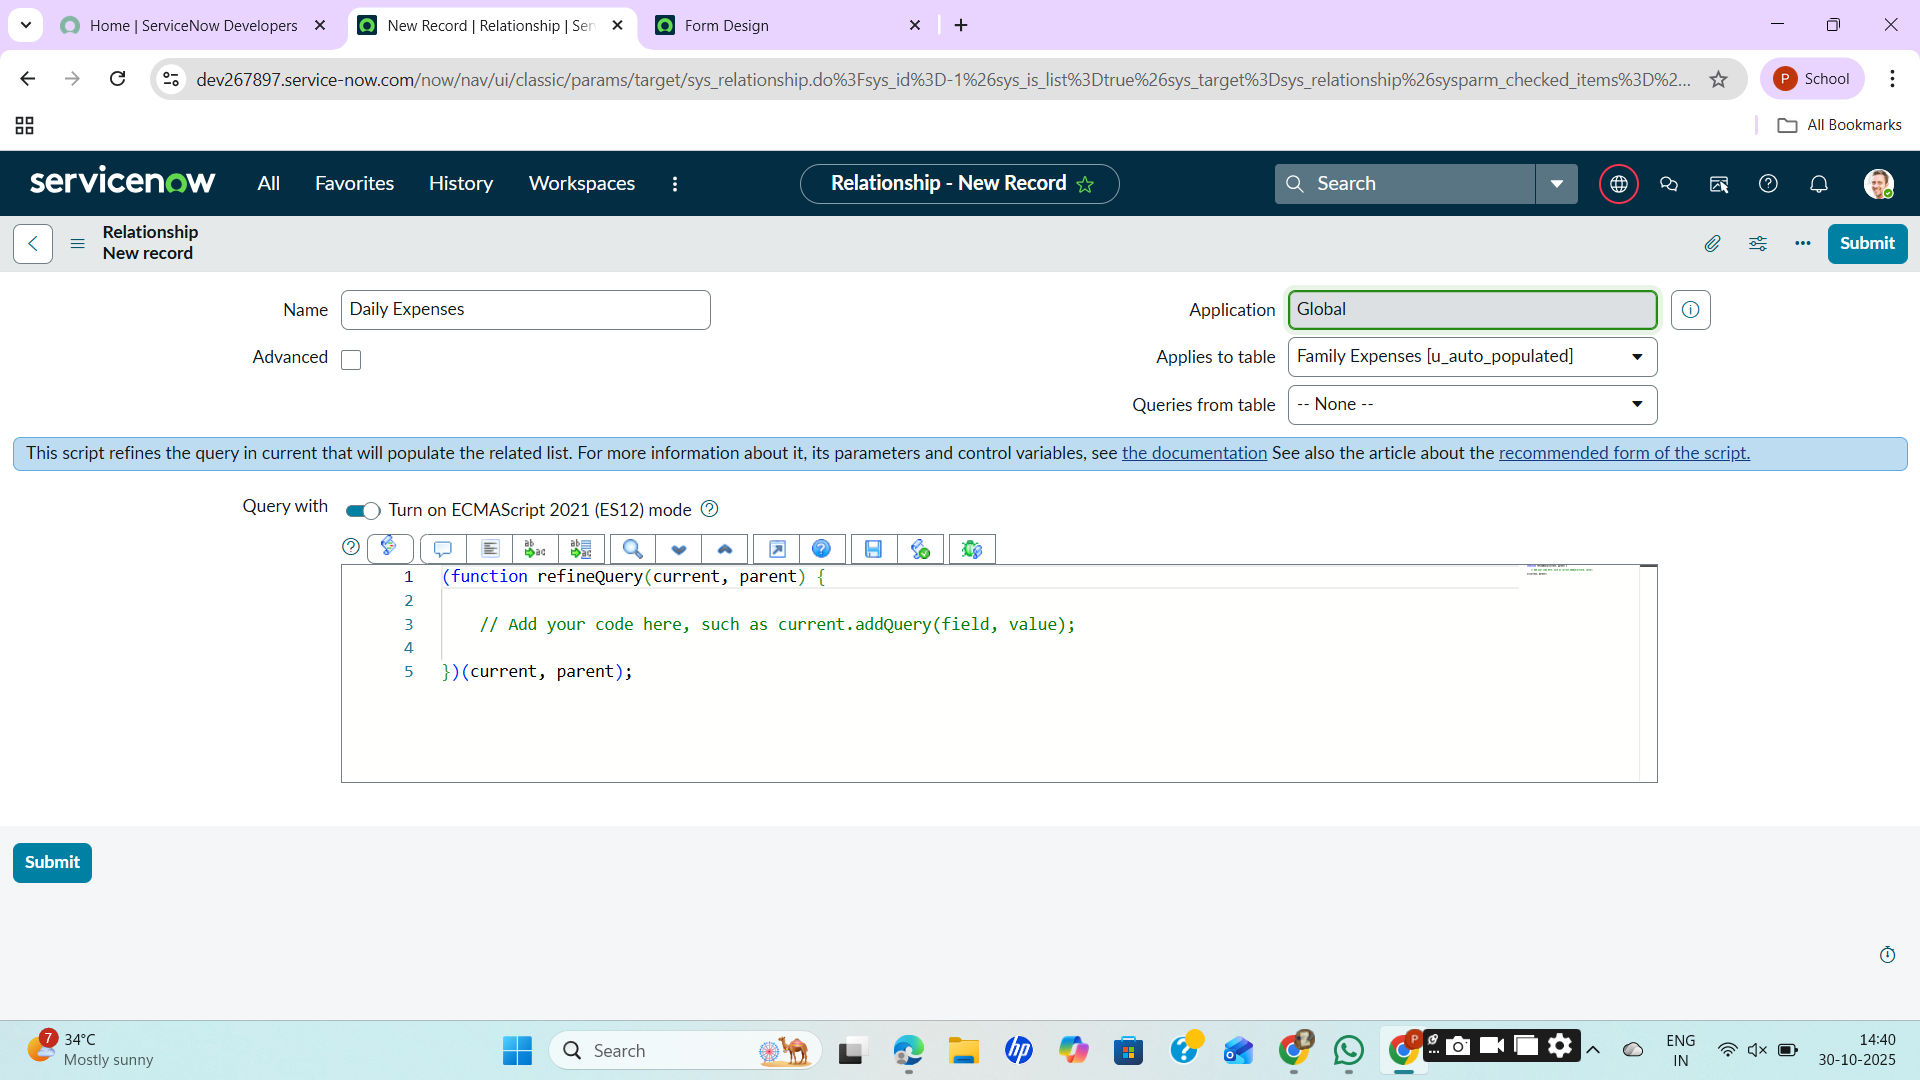 Home | ServiceNow Developers
New Record | Relationship | Ser
Form Design
dev267897.service-now.com/now/nav/ui/classic/params/target/sys_relationship.do%3Fsys_id%3D-1%26sys_is_list%3Dtrue%26sys_target%3Dsys_relationship%26sysparm_checked_items%3D%2...
P School
All Bookmarks
servicenow All Favorites History Workspaces
Relationship - New Record
Search
Relationship
New record
Submit
Name Daily Expenses
Application Global
Advanced
Applies to table Family Expenses [u_auto_populated]
Queries from table -- None --
This script refines the query in current that will populate the related list. For more information about it, its parameters and control variables, see the documentation See also the article about the recommended form of the script.
Query with Turn on ECMAScript 2021 (ES12) mode
1 (function refineQuery(current, parent) {
2
3 // Add your code here, such as current.addQuery(field, value);
4
5 })(current, parent);
Submit
7
34°C
Mostly sunny
Search
ENG
IN
14:40
30-10-2025